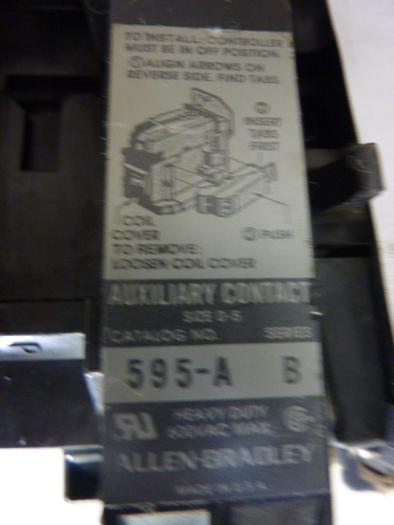 TO INSTALL: CONTROLLER
MUST BE IN OFF POSITION.
① ALIGN ARROWS ON
REVERSE SIDE. FIND TABS.
INSERT
TABS
FIRST
COIL
COVER
PUSH
TO REMOVE:
LOOSEN COIL COVER
AUXILIARY CONTACT
SIZE 0-5
CATALOG NO. SERIES
595-A B
HEAVY DUTY
600VAC MAX.
ALLEN-BRADLEY
MADE IN U.S.A.